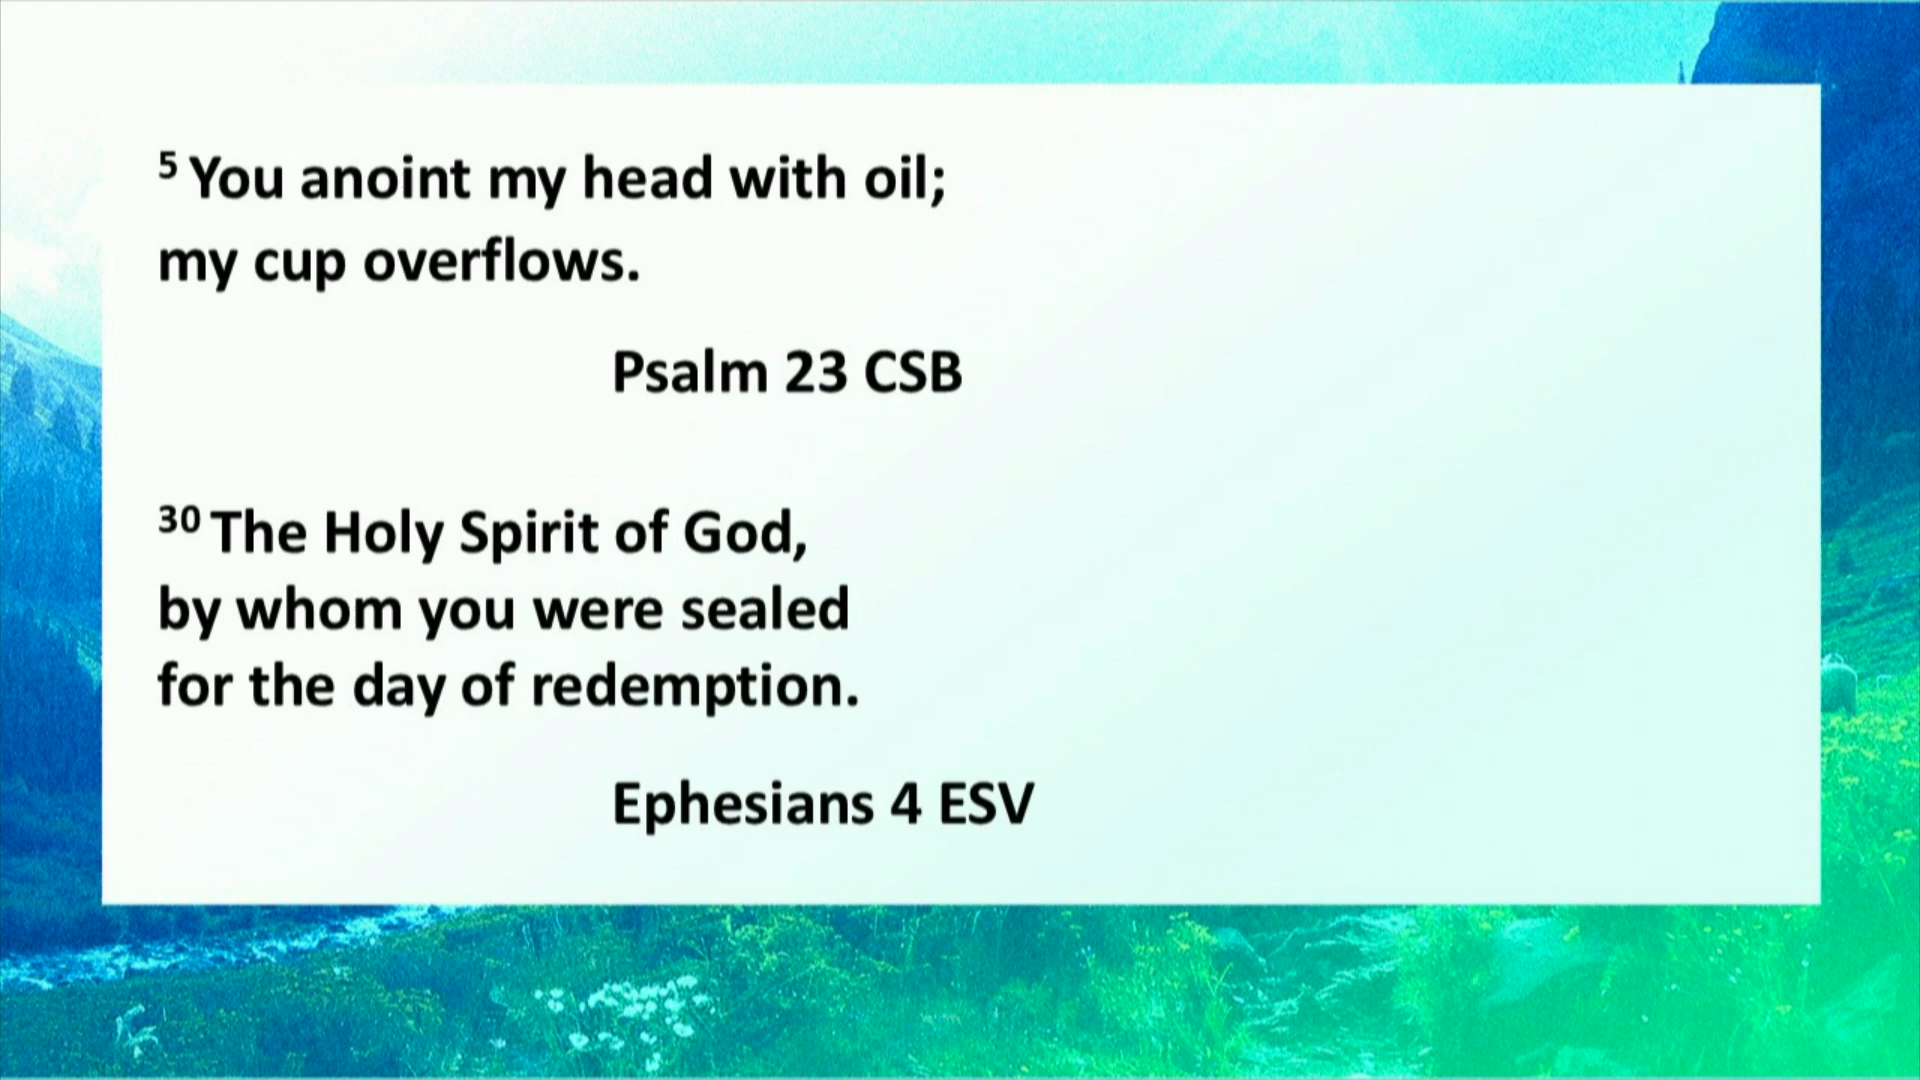 5 You anoint my head with oil;
my cup overflows.
Psalm 23 CSB
30 The Holy Spirit of God,
by whom you were sealed
for the day of redemption.
Ephesians 4 ESV